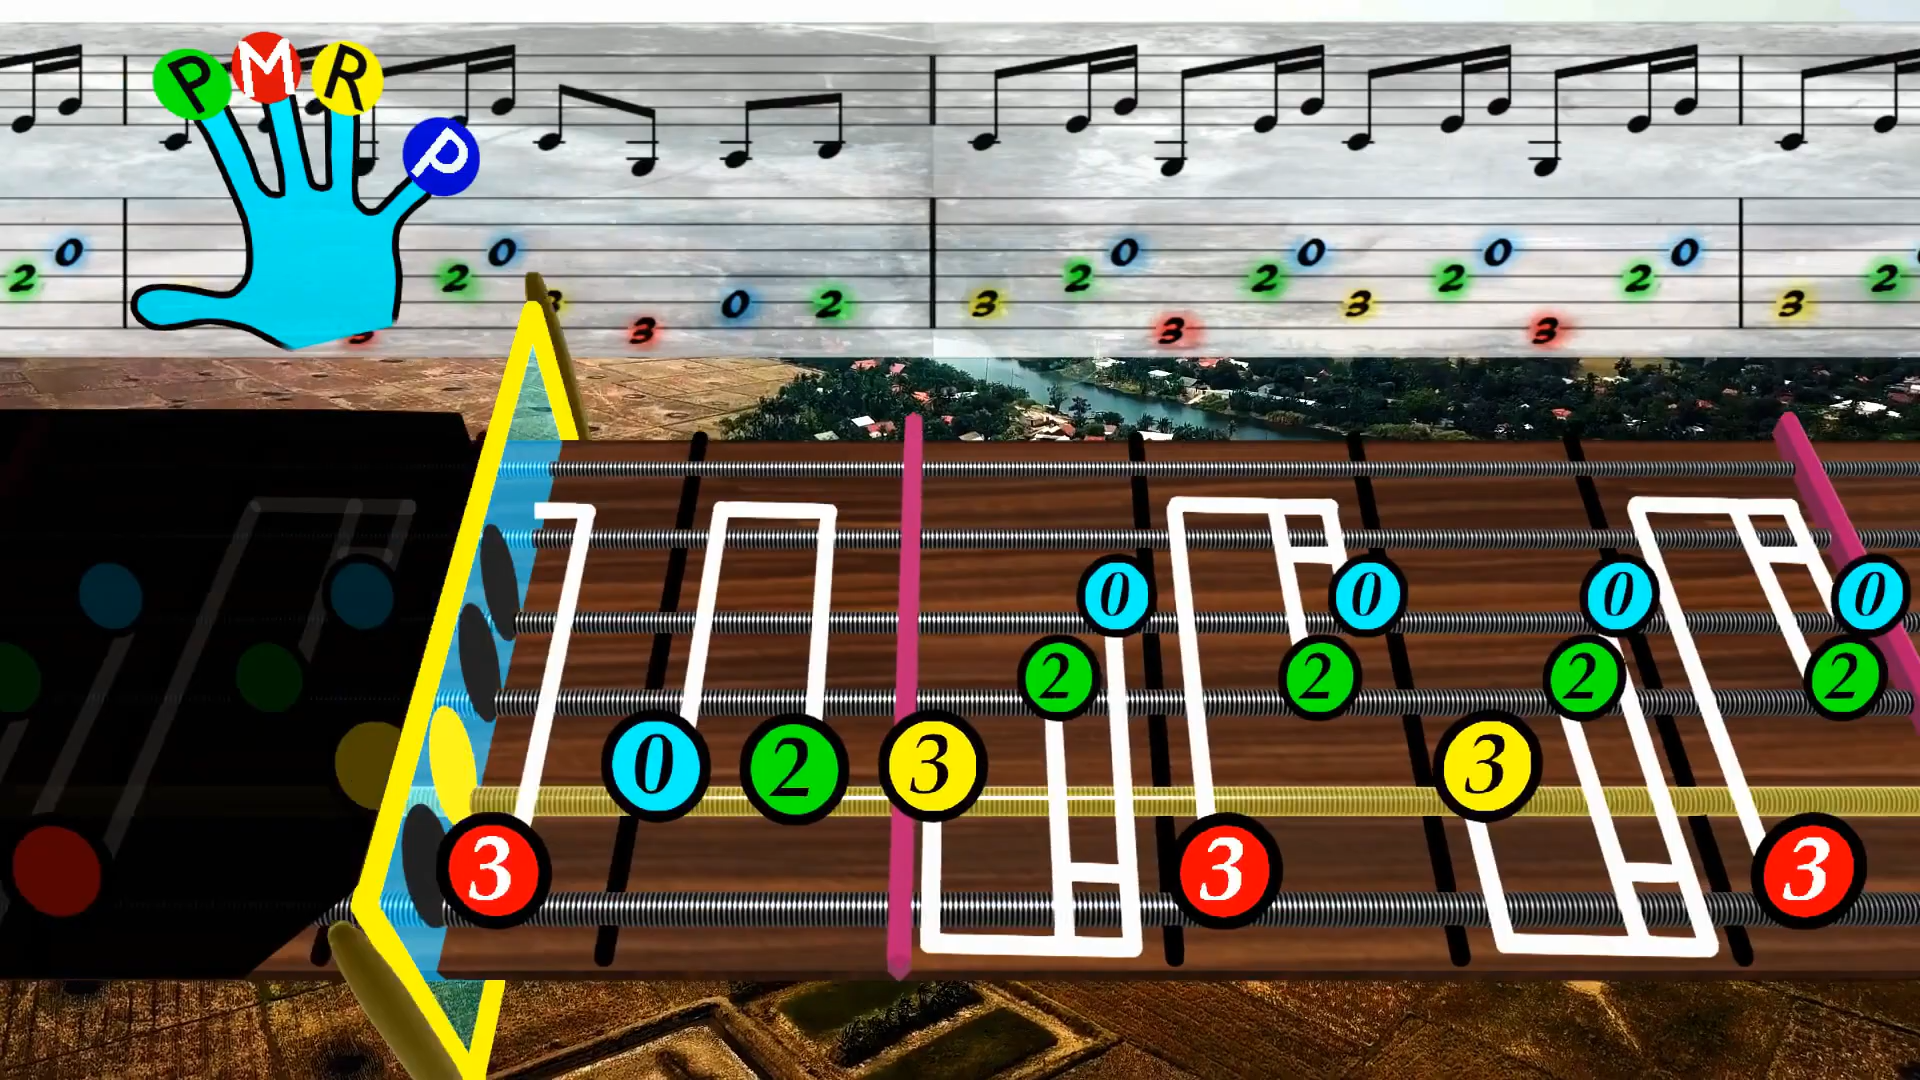 P M R P
2 0 2 0 2 0 2 0 2 0 2 0 2
3 0 2 3 3 3
3 3 3 3
0 0 0 0
2 2 2 2
0 2 3 3
3 3 3